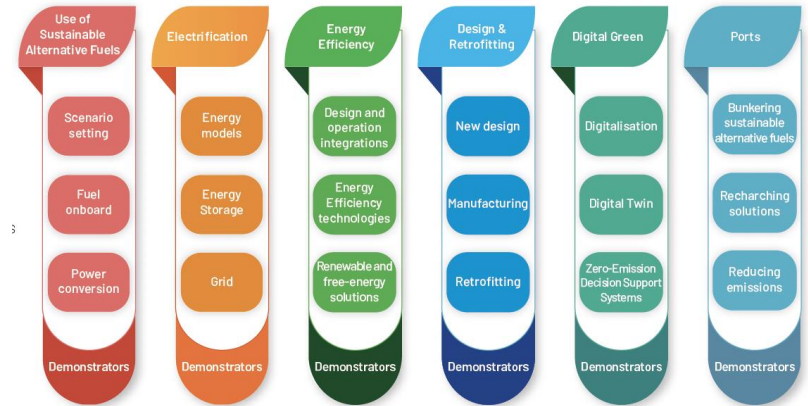 Use of
Sustainable
Alternative Fuels
Scenario
setting
Fuel
onboard
Power
conversion
Demonstrators
Electrification
Energy
models
Energy
Storage
Grid
Demonstrators
Energy
Efficiency
Design and
operation
integrations
Energy
Efficiency
technologies
Renewable and
free-energy
solutions
Demonstrators
Design &
Retrofitting
New design
Manufacturing
Retrofitting
Demonstrators
Digital Green
Digitalisation
Digital Twin
Zero-Emission
Decision Support
Systems
Demonstrators
Ports
Bunkering
sustainable
alternative fuels
Recharching
solutions
Reducing
emissions
Demonstrators